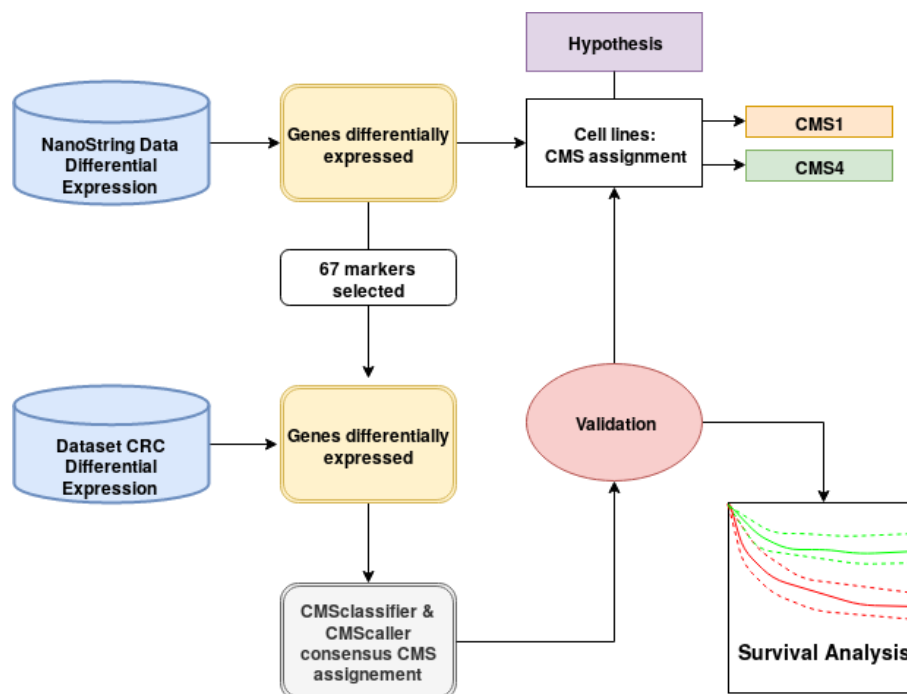 Hypothesis
NanoString Data
Differential
Expression
Genes differentially
expressed
Cell lines:
CMS assignment
CMS1
CMS4
67 markers
selected
Dataset CRC
Differential
Expression
Genes differentially
expressed
Validation
CMSclassifier &
CMScaller
consensus CMS
assignement
Survival Analysis